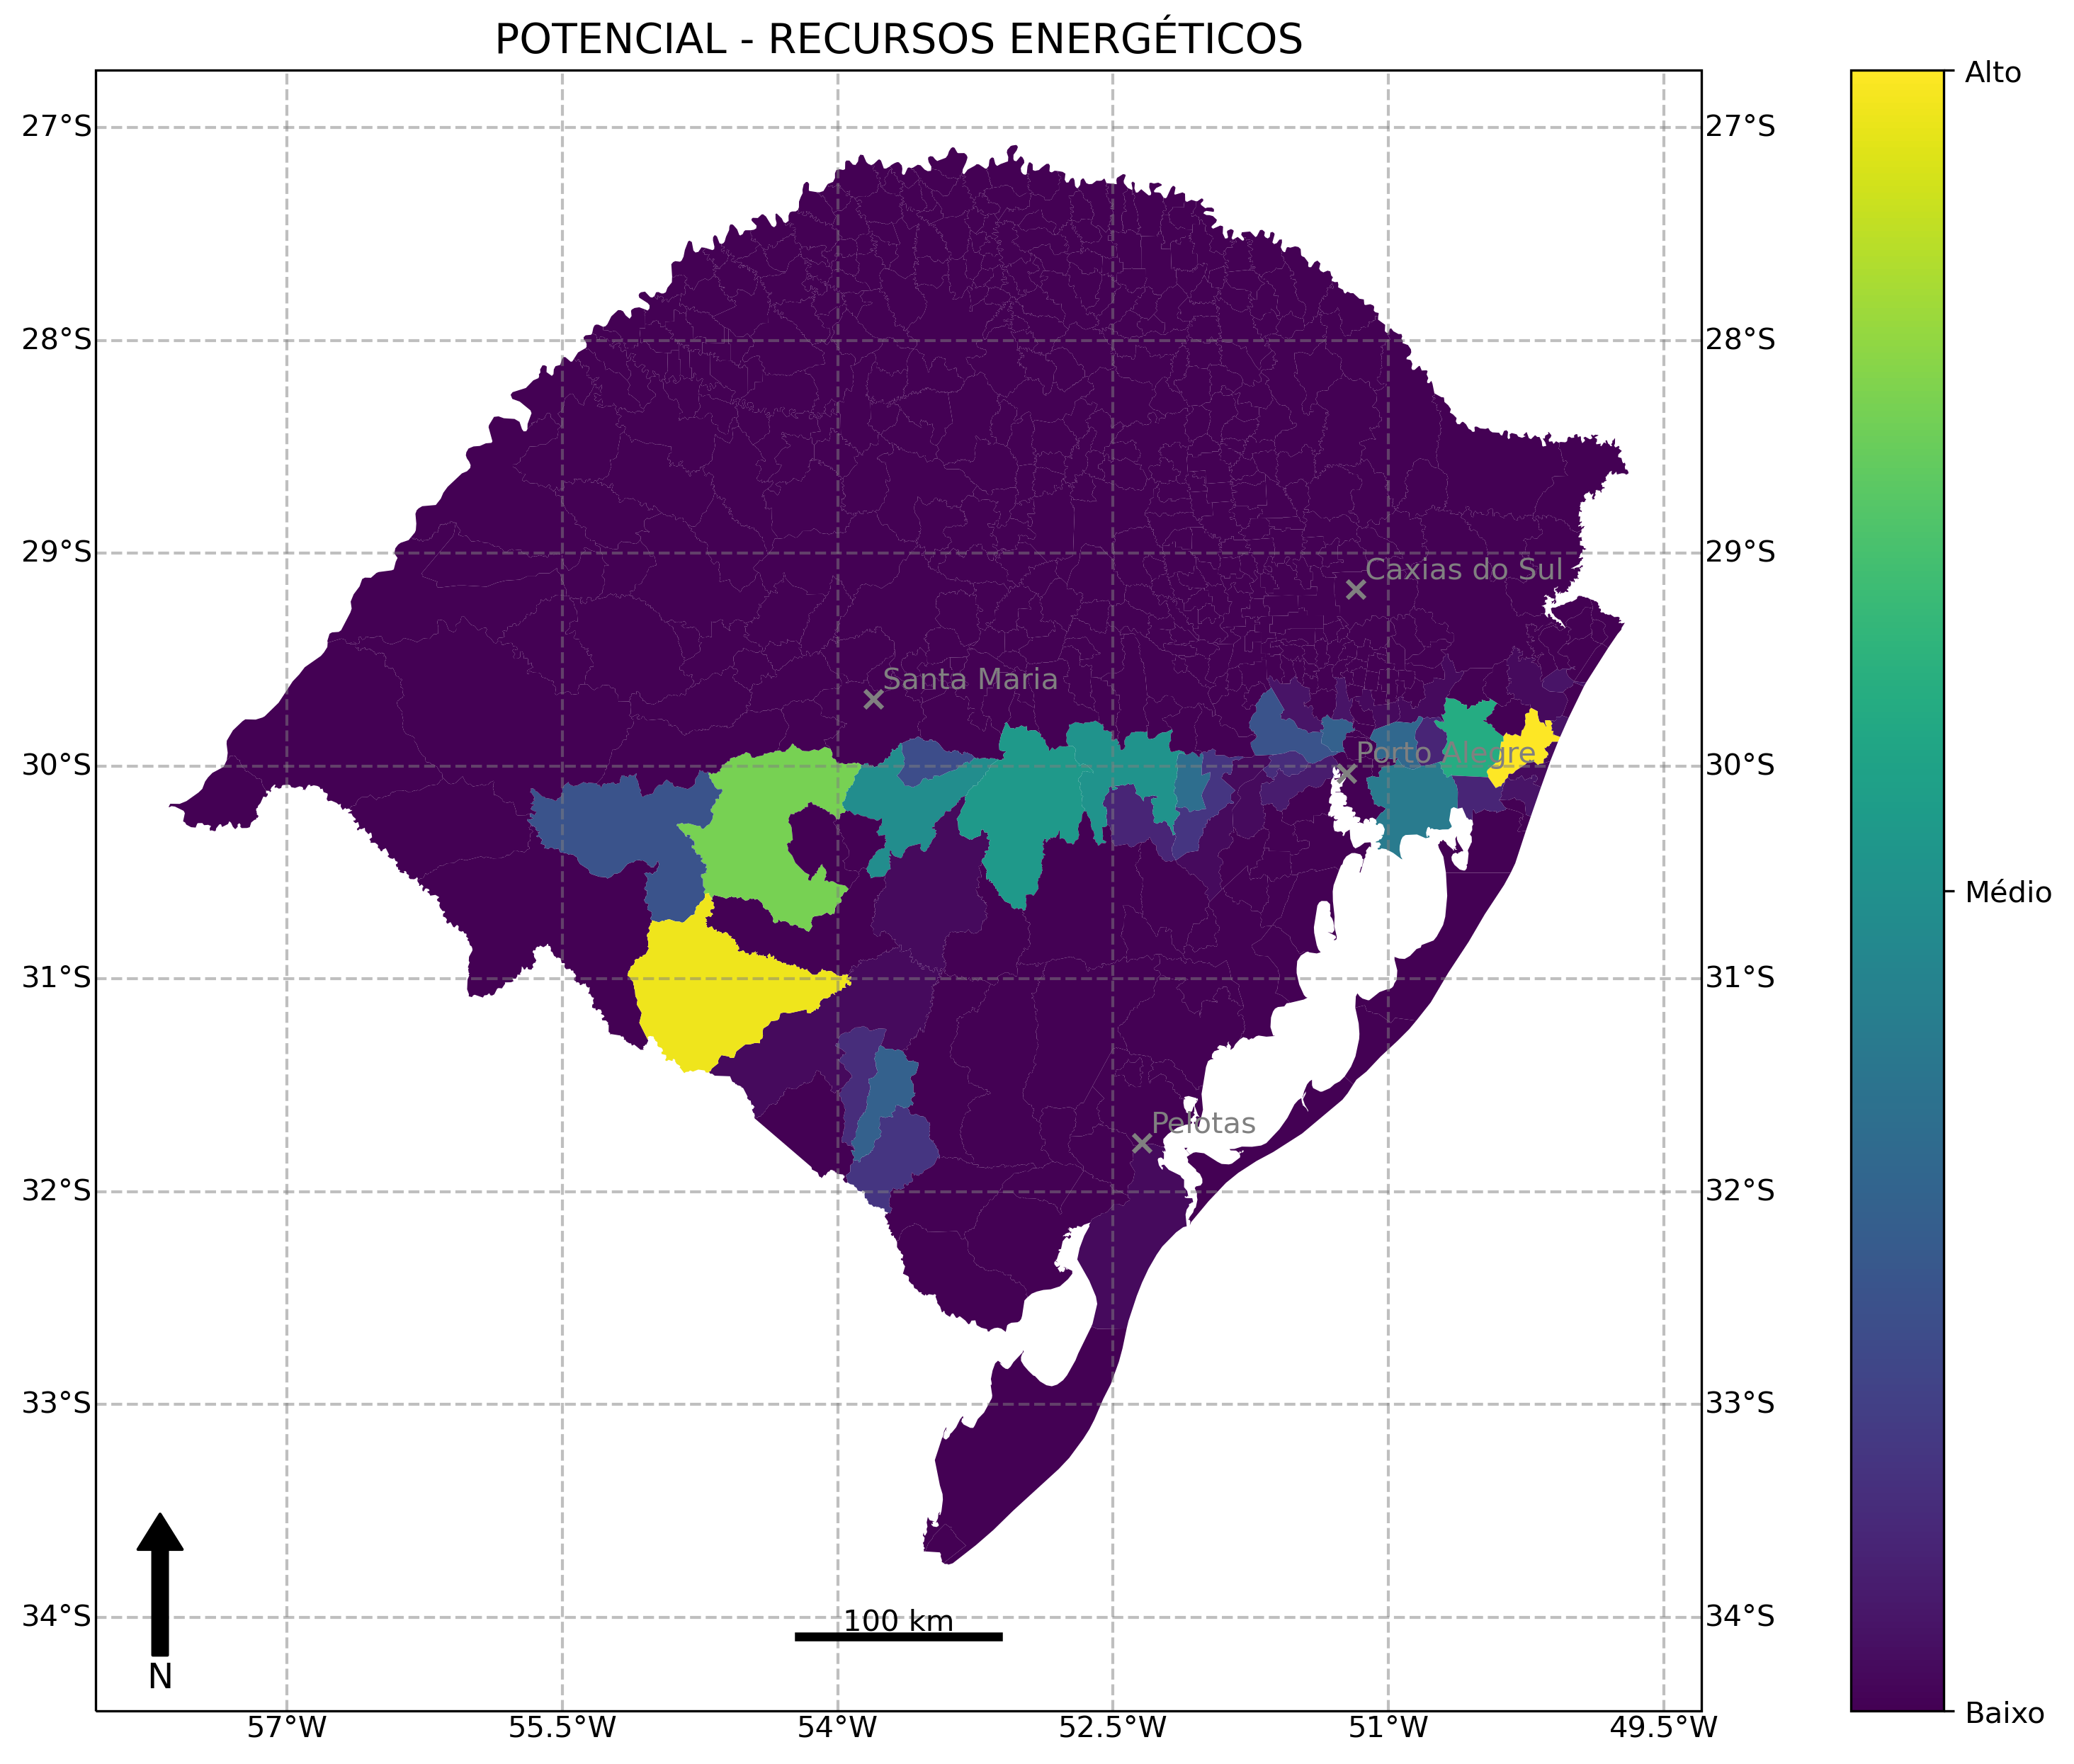 POTENCIAL - RECURSOS ENERGÉTICOS
Alto
27°S
27°S
28°S
28°S
29°S
29°S
Caxias do Sul
Santa Maria
Porto Alegre
30°S
30°S
Médio
31°S
31°S
Pelotas
32°S
32°S
33°S
33°S
34°S
34°S
100 km
N
Baixo
57°W
55.5°W
54°W
52.5°W
51°W
49.5°W